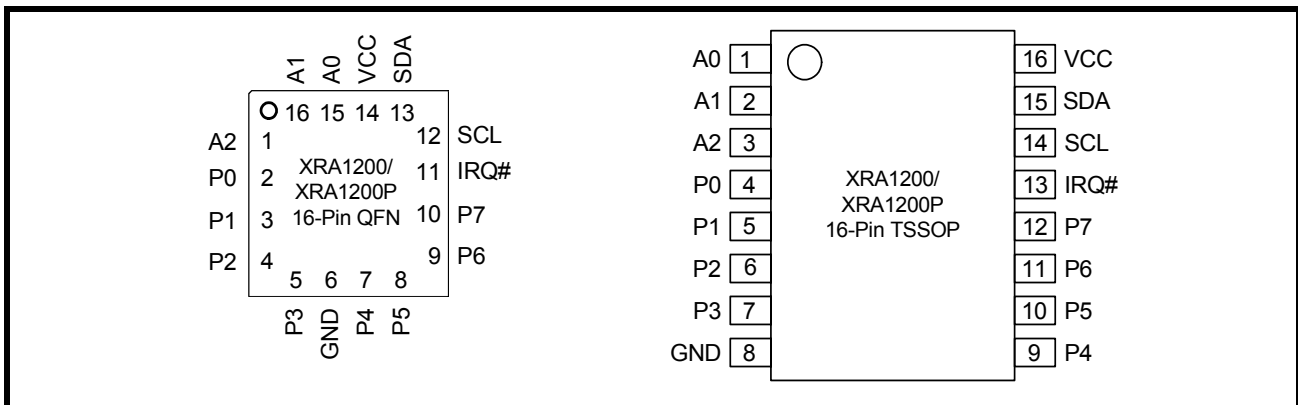 A1 A0 VCC SDA
16 15 14 13
A2 1
P0 2
P1 3
P2 4
XRA1200/
XRA1200P
16-Pin QFN
12 SCL
11 IRQ#
10 P7
9 P6
5 6 7 8
P3 GND P4 P5
A0 1
A1 2
A2 3
P0 4
P1 5
P2 6
P3 7
GND 8
XRA1200/
XRA1200P
16-Pin TSSOP
16 VCC
15 SDA
14 SCL
13 IRQ#
12 P7
11 P6
10 P5
9 P4